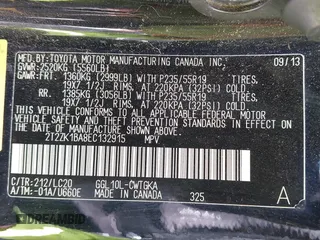 MFD BY: TOYOTA MOTOR MANUFACTURING CANADA INC.
GVWR: 2520KG (5560LB) 09/13
GAWR: FRT: 1360KG (2999LB) WITH P235/55R19 TIRES,
19X7 1/2J RIMS, AT 220KPA (32PSI) COLD.
RR: 1385KG (3056LB) WITH P235/55R19 TIRES,
19X7 1/2J RIMS, AT 220KPA (32PSI) COLD.
THIS VEHICLE CONFORMS TO ALL APPLICABLE FEDERAL MOTOR
VEHICLE SAFETY AND THEFT PREVENTION STANDARDS IN
EFFECT ON THE DATE OF MANUFACTURE SHOWN ABOVE.
2T2ZK1BA8EC132915 MPV
C/TR: 212/LC20 GGL10L-CWTGKA
A/TM: -01A/U660E MADE IN CANADA 325 A
DREAMBID